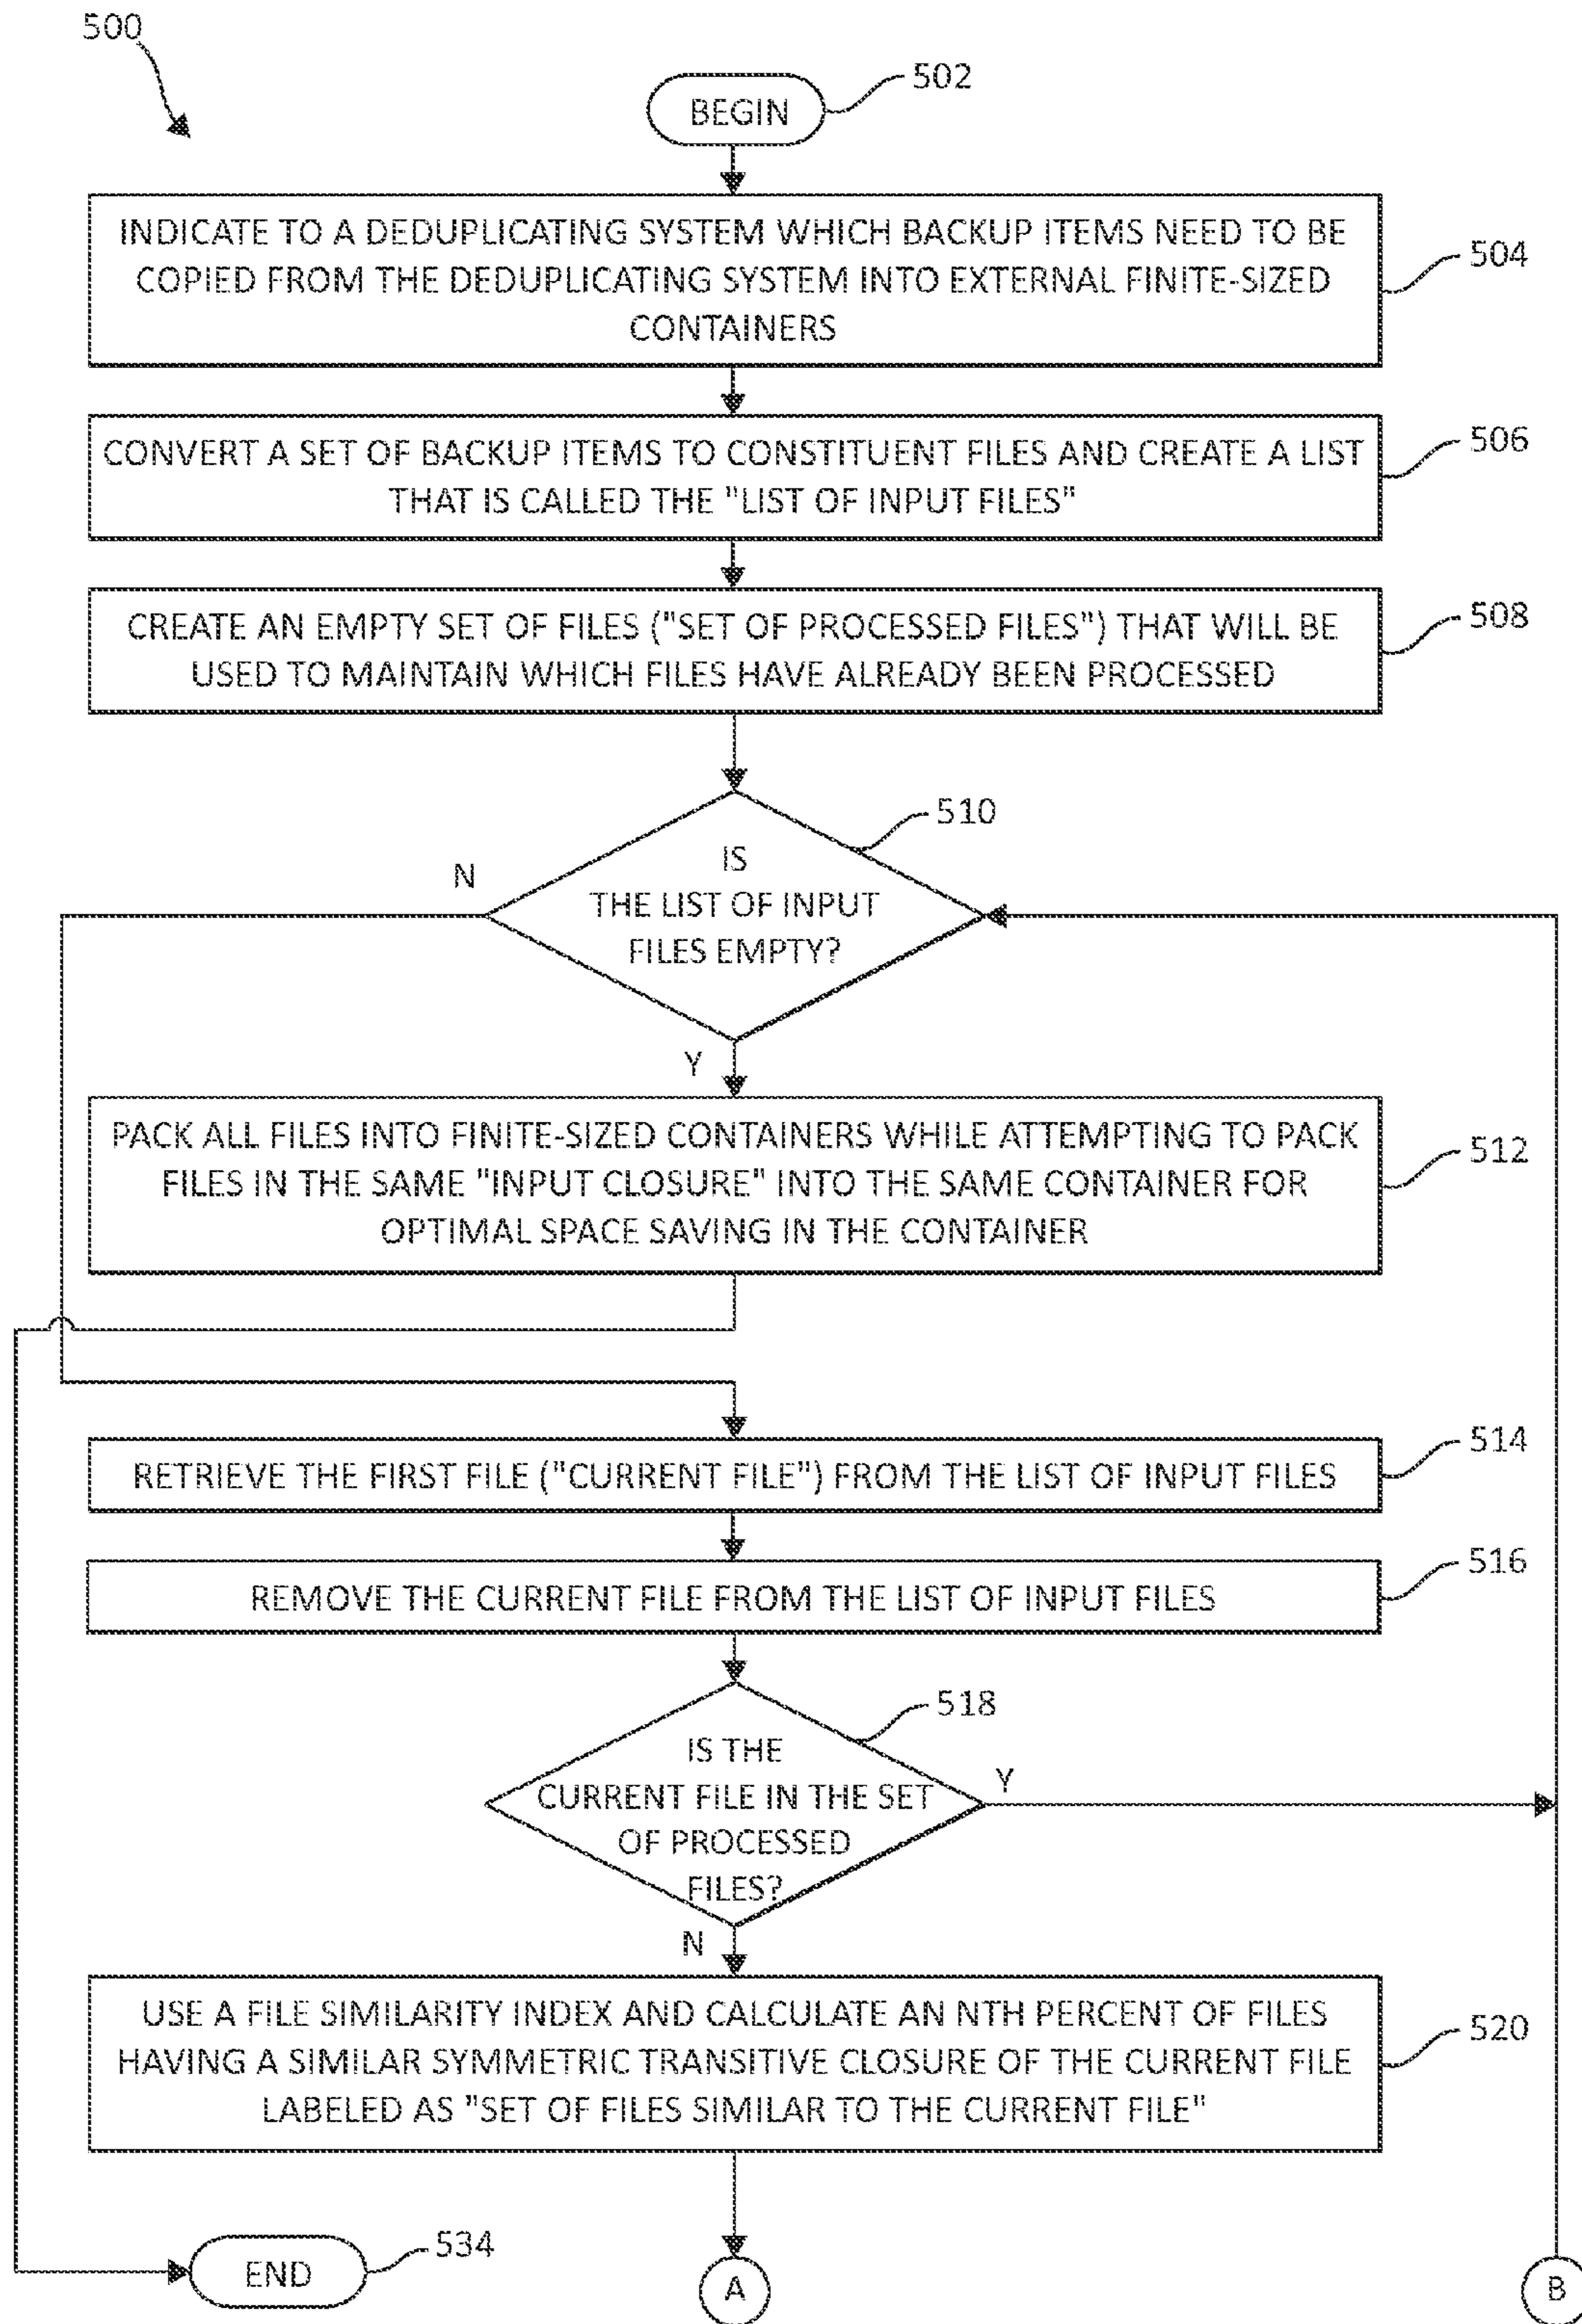 500
BEGIN
502
INDICATE TO A DEDUPLICATING SYSTEM WHICH BACKUP ITEMS NEED TO BE
COPIED FROM THE DEDUPLICATING SYSTEM INTO EXTERNAL FINITE-SIZED
CONTAINERS
504
CONVERT A SET OF BACKUP ITEMS TO CONSTITUENT FILES AND CREATE A LIST
THAT IS CALLED THE "LIST OF INPUT FILES"
506
CREATE AN EMPTY SET OF FILES ("SET OF PROCESSED FILES") THAT WILL BE
USED TO MAINTAIN WHICH FILES HAVE ALREADY BEEN PROCESSED
508
510
IS
THE LIST OF INPUT
FILES EMPTY?
N
Y
PACK ALL FILES INTO FINITE-SIZED CONTAINERS WHILE ATTEMPTING TO PACK
FILES IN THE SAME "INPUT CLOSURE" INTO THE SAME CONTAINER FOR
OPTIMAL SPACE SAVING IN THE CONTAINER
512
RETRIEVE THE FIRST FILE ("CURRENT FILE") FROM THE LIST OF INPUT FILES
514
REMOVE THE CURRENT FILE FROM THE LIST OF INPUT FILES
516
518
IS THE
CURRENT FILE IN THE SET
OF PROCESSED
FILES?
Y
N
USE A FILE SIMILARITY INDEX AND CALCULATE AN NTH PERCENT OF FILES
HAVING A SIMILAR SYMMETRIC TRANSITIVE CLOSURE OF THE CURRENT FILE
LABELED AS "SET OF FILES SIMILAR TO THE CURRENT FILE"
520
END
534
A
B